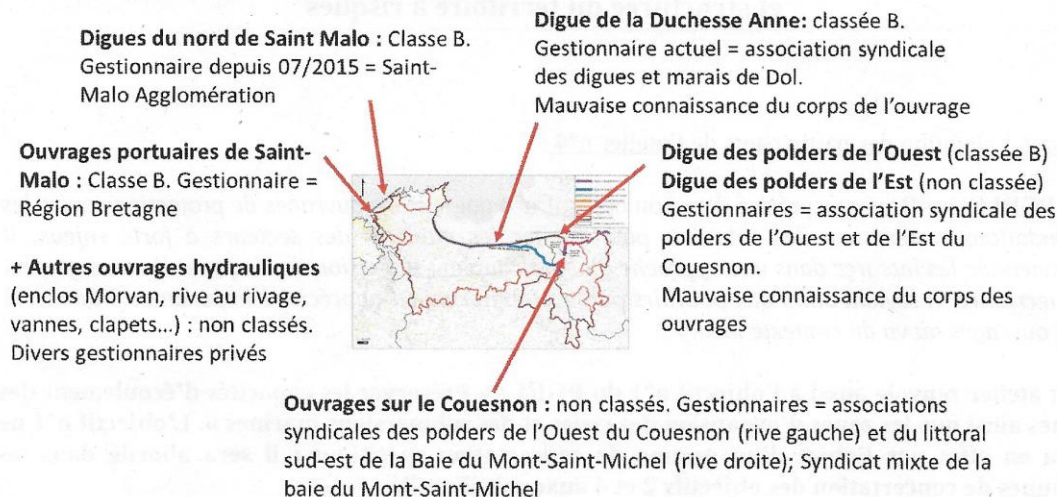 Digues du nord de Saint Malo : Classe B.
Gestionnaire depuis 07/2015 = Saint-
Malo Agglomération
Digue de la Duchesse Anne: classée B.
Gestionnaire actuel = association syndicale
des digues et marais de Dol.
Mauvaise connaissance du corps de l'ouvrage
Ouvrages portuaires de Saint-
Malo : Classe B. Gestionnaire =
Région Bretagne
+ Autres ouvrages hydrauliques
(enclos Morvan, rive au rivage,
vannes, clapets...) : non classés.
Divers gestionnaires privés
Digue des polders de l'Ouest (classée B)
Digue des polders de l'Est (non classée)
Gestionnaires = association syndicale des
polders de l'Ouest et de l'Est du
Couesnon.
Mauvaise connaissance du corps des
ouvrages
Ouvrages sur le Couesnon : non classés. Gestionnaires = associations
syndicales des polders de l'Ouest du Couesnon (rive gauche) et du littoral
sud-est de la Baie du Mont-Saint-Michel (rive droite); Syndicat mixte de la
baie du Mont-Saint-Michel